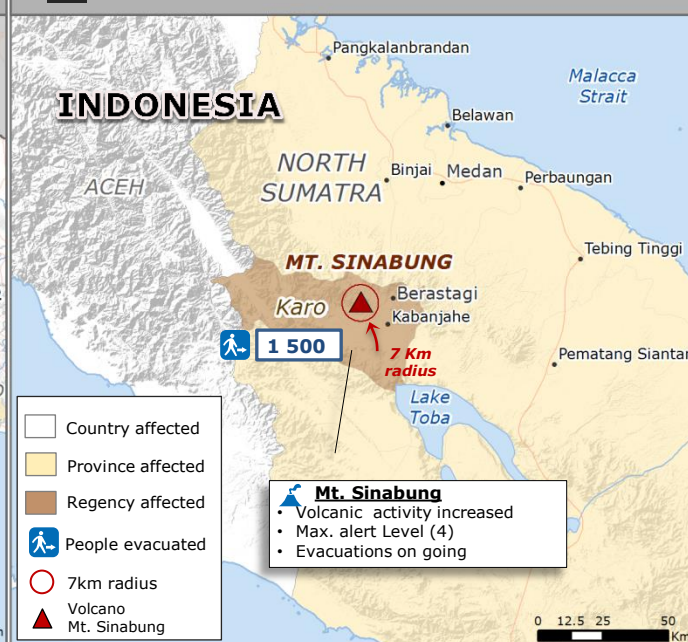 Pangkalanbrandan
Malacca
Strait
INDONESIA
Belawan
NORTH
SUMATRA
ACEH
Binjai
Medan
Perbaungan
Tebing Tinggi
MT. SINABUNG
Karo
Berastagi
Kabanjahe
1 500
7 Km
radius
Pematang Siantar
Lake
Toba
Country affected
Province affected
Regency affected
People evacuated
7km radius
Volcano
Mt. Sinabung
Mt. Sinabung
• Volcanic activity increased
• Max. alert Level (4)
• Evacuations on going
0 12.5 25 50
Km